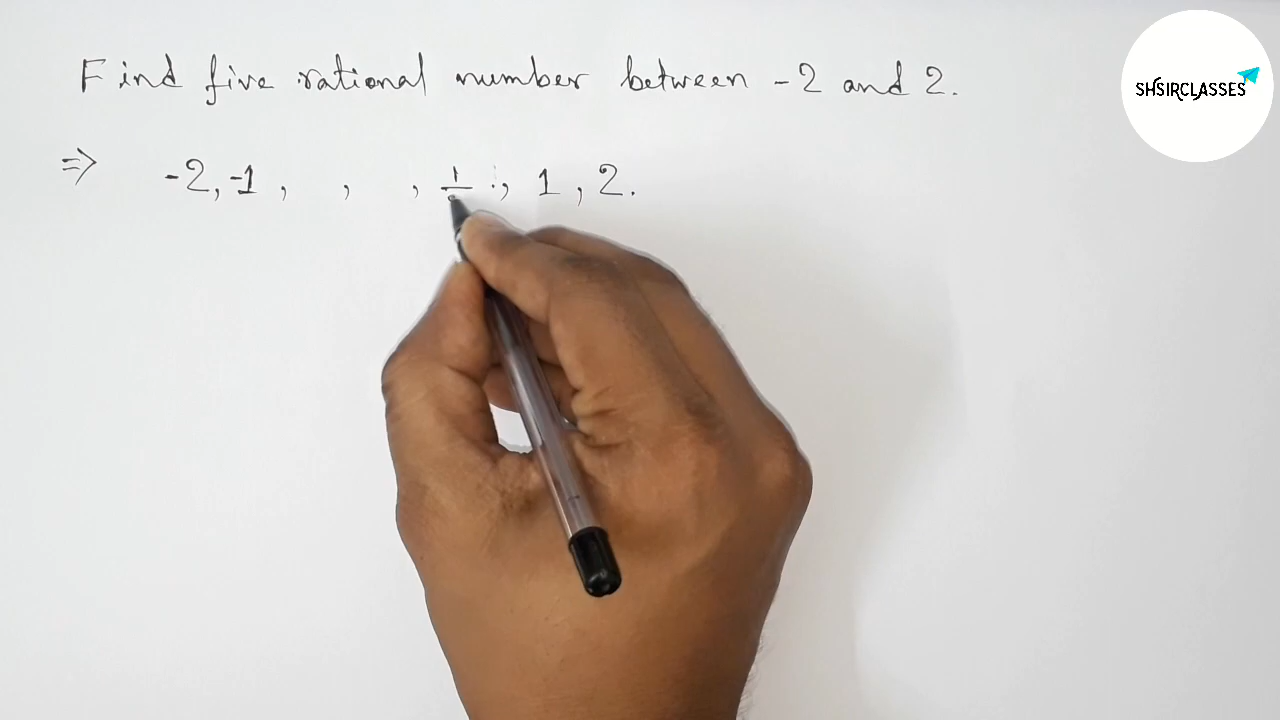 Find five rational number between -2 and 2.
SHSIRCLASSES
⇒ -2, -1 , , , 1/ , 1 , 2.